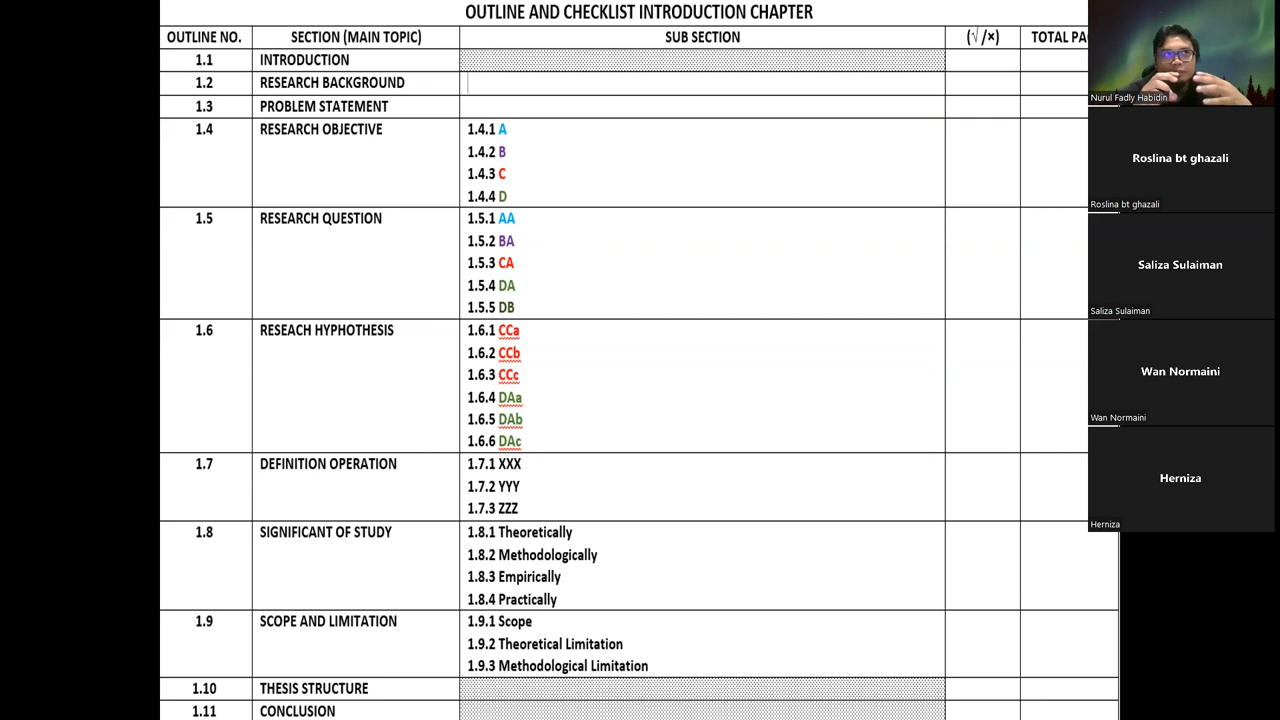 OUTLINE AND CHECKLIST INTRODUCTION CHAPTER
OUTLINE NO. SECTION (MAIN TOPIC) SUB SECTION (√/×) TOTAL PA
1.1 INTRODUCTION
1.2 RESEARCH BACKGROUND
1.3 PROBLEM STATEMENT
1.4 RESEARCH OBJECTIVE 1.4.1 A
1.4.2 B
1.4.3 C
1.4.4 D
1.5 RESEARCH QUESTION 1.5.1 AA
1.5.2 BA
1.5.3 CA
1.5.4 DA
1.5.5 DB
1.6 RESEACH HYPHOTHESIS 1.6.1 CCa
1.6.2 CCb
1.6.3 CCc
1.6.4 DAa
1.6.5 DAb
1.6.6 DAc
1.7 DEFINITION OPERATION 1.7.1 XXX
1.7.2 YYY
1.7.3 ZZZ
1.8 SIGNIFICANT OF STUDY 1.8.1 Theoretically
1.8.2 Methodologically
1.8.3 Empirically
1.8.4 Practically
1.9 SCOPE AND LIMITATION 1.9.1 Scope
1.9.2 Theoretical Limitation
1.9.3 Methodological Limitation
1.10 THESIS STRUCTURE
1.11 CONCLUSION
Nurul Fadly Habidin
Roslina bt ghazali
Roslina bt ghazali
Saliza Sulaiman
Saliza Sulaiman
Wan Normaini
Wan Normaini
Herniza
Herniza